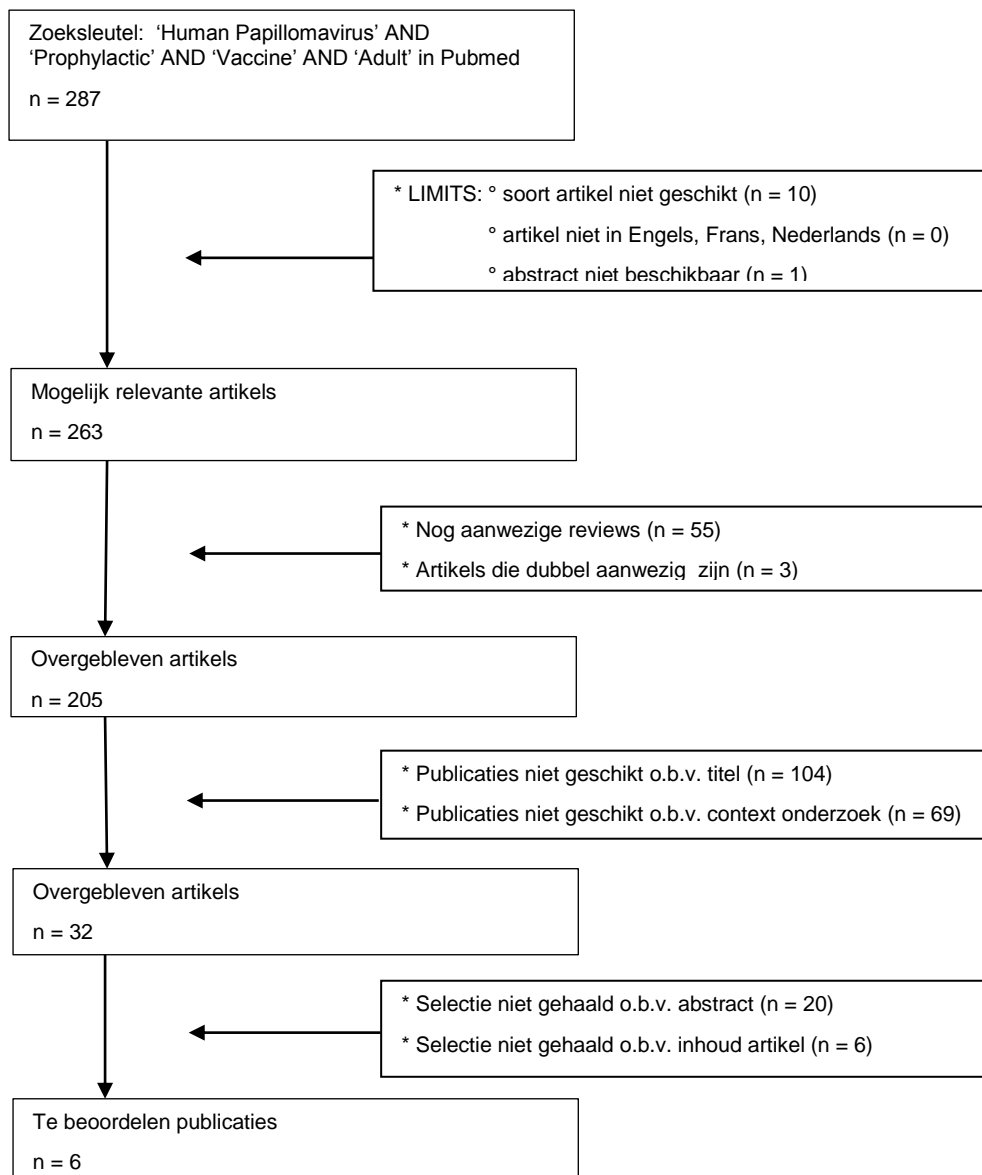 Zoeksleutel: ‘Human Papillomavirus’ AND
‘Prophylactic’ AND ‘Vaccine’ AND ‘Adult’ in Pubmed
n = 287
* LIMITS: ° soort artikel niet geschikt (n = 10)
° artikel niet in Engels, Frans, Nederlands (n = 0)
° abstract niet beschikbaar (n = 1)
Mogelijk relevante artikels
n = 263
* Nog aanwezige reviews (n = 55)
* Artikels die dubbel aanwezig zijn (n = 3)
Overgebleven artikels
n = 205
* Publicaties niet geschikt o.b.v. titel (n = 104)
* Publicaties niet geschikt o.b.v. context onderzoek (n = 69)
Overgebleven artikels
n = 32
* Selectie niet gehaald o.b.v. abstract (n = 20)
* Selectie niet gehaald o.b.v. inhoud artikel (n = 6)
Te beoordelen publicaties
n = 6